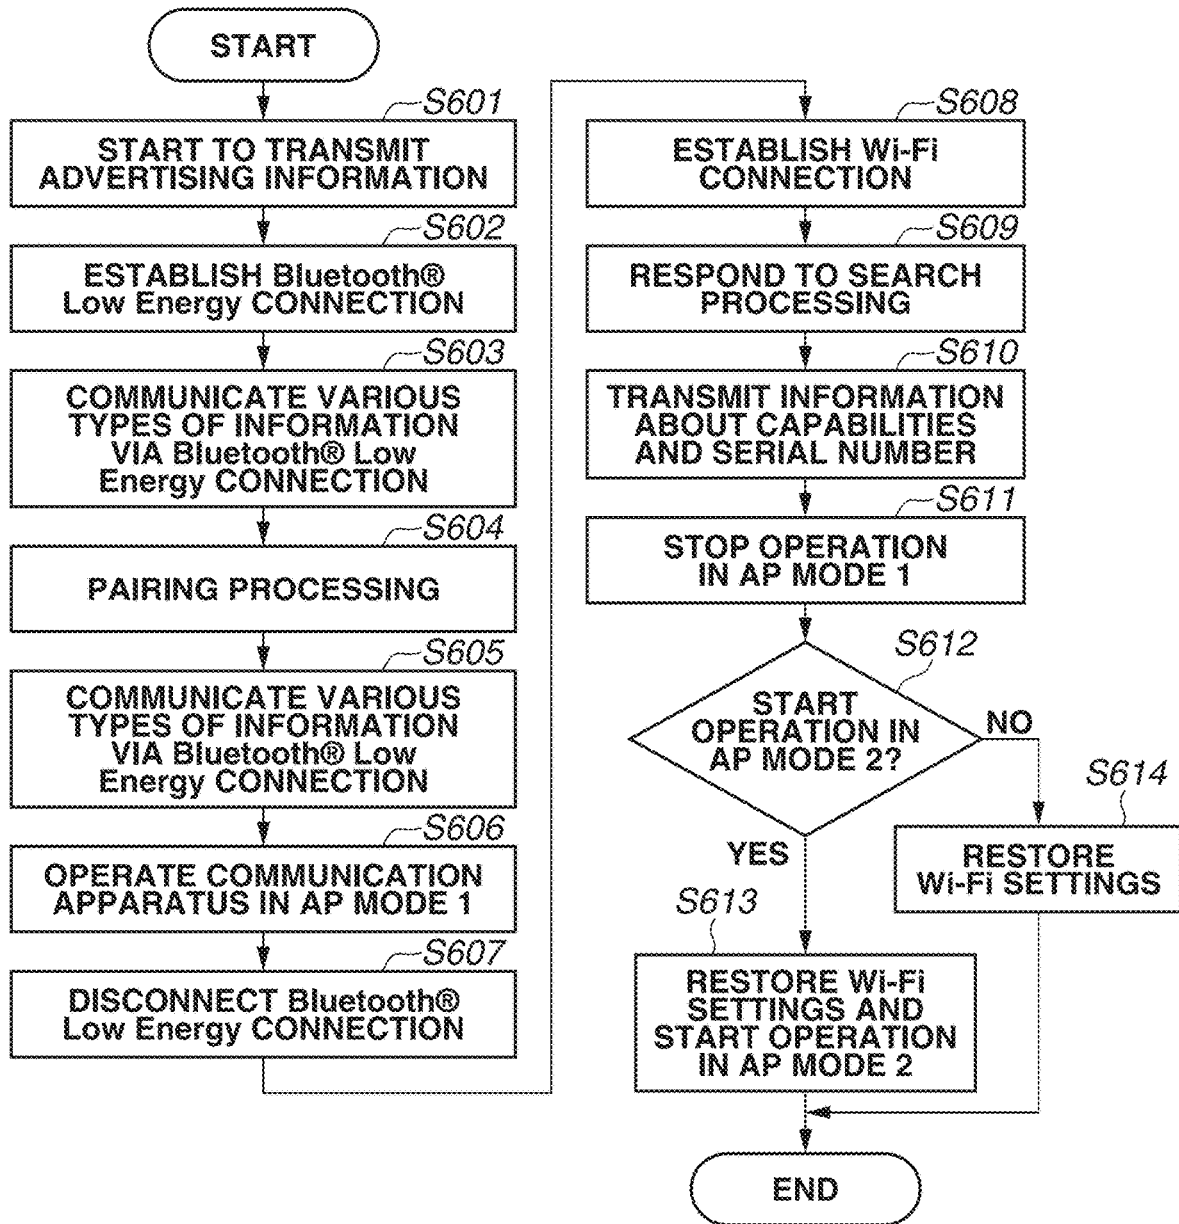 START
S601
START TO TRANSMIT
ADVERTISING INFORMATION
S602
ESTABLISH Bluetooth®
Low Energy CONNECTION
S603
COMMUNICATE VARIOUS
TYPES OF INFORMATION
VIA Bluetooth® Low
Energy CONNECTION
S604
PAIRING PROCESSING
S605
COMMUNICATE VARIOUS
TYPES OF INFORMATION
VIA Bluetooth® Low
Energy CONNECTION
S606
OPERATE COMMUNICATION
APPARATUS IN AP MODE 1
S607
DISCONNECT Bluetooth®
Low Energy CONNECTION
S608
ESTABLISH Wi-Fi
CONNECTION
S609
RESPOND TO SEARCH
PROCESSING
S610
TRANSMIT INFORMATION
ABOUT CAPABILITIES
AND SERIAL NUMBER
S611
STOP OPERATION
IN AP MODE 1
S612
START
OPERATION IN
AP MODE 2?
NO
YES
S614
RESTORE
Wi-Fi SETTINGS
S613
RESTORE Wi-Fi
SETTINGS AND
START OPERATION
IN AP MODE 2
END